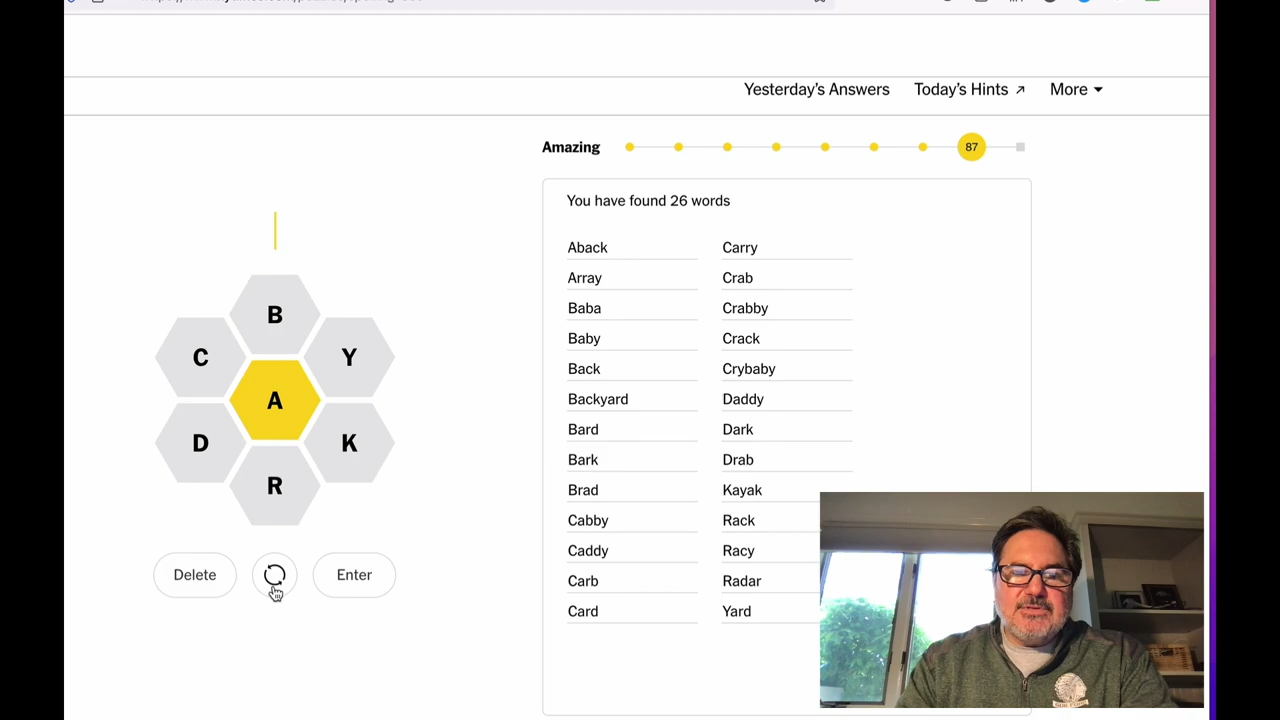 Yesterday's Answers Today's Hints ↗ More
Amazing 87
You have found 26 words
Aback Carry
Array Crab
Baba Crabby
Baby Crack
Back Crybaby
Backyard Daddy
Bard Dark
Bark Drab
Brad Kayak
Cabby Rack
Caddy Racy
Carb Radar
Card Yard
B
C Y
A
D K
R
Delete Enter